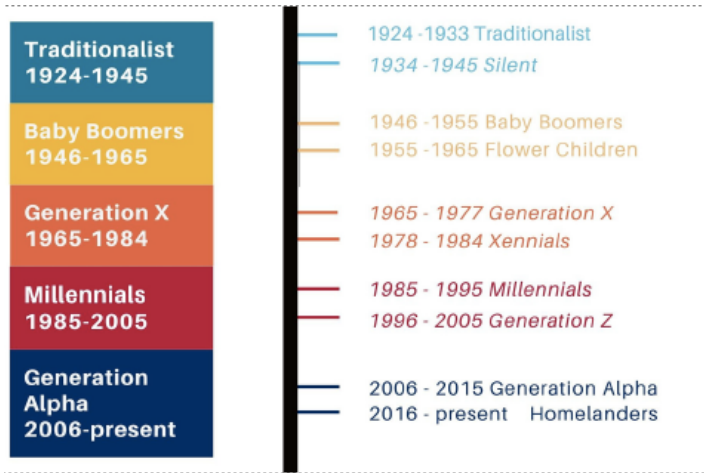 Traditionalist
1924-1945
Baby Boomers
1946-1965
Generation X
1965-1984
Millennials
1985-2005
Generation
Alpha
2006-present
1924 -1933 Traditionalist
1934 -1945 Silent
1946 -1955 Baby Boomers
1955 -1965 Flower Children
1965 - 1977 Generation X
1978 - 1984 Xennials
1985 - 1995 Millennials
1996 - 2005 Generation Z
2006 - 2015 Generation Alpha
2016 - present Homelanders